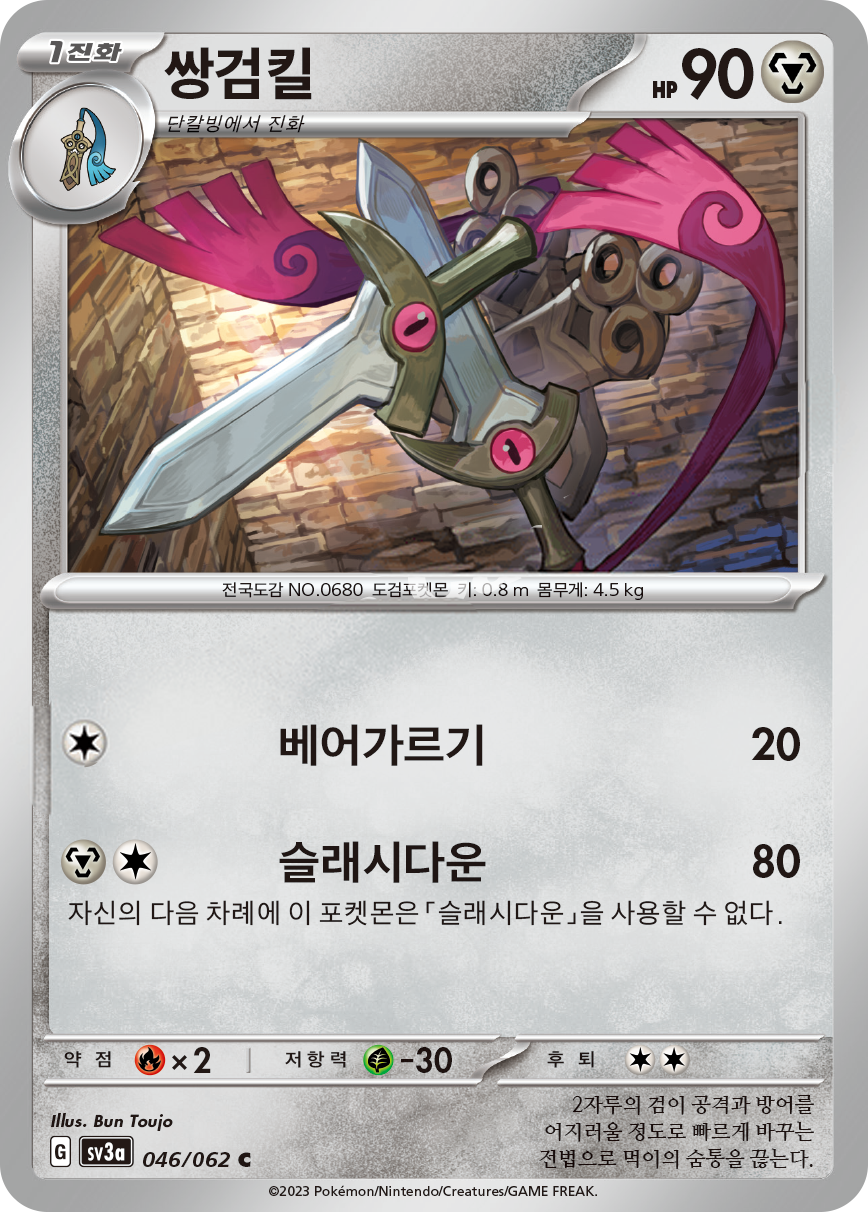 1진화
쌍검킬
HP 90
단칼빙에서 진화
전국도감 NO.0680 도검포켓몬 키: 0.8 m 몸무게: 4.5 kg
베어가르기 20
슬래시다운 80
자신의 다음 차례에 이 포켓몬은 「슬래시다운」을 사용할 수 없다.
약점 ×2 저항력 -30 후퇴
2자루의 검이 공격과 방어를
어지러울 정도로 빠르게 바꾸는
전법으로 먹이의 숨통을 끊는다.
Illus. Bun Toujo
G sv3a 046/062 C
©2023 Pokémon/Nintendo/Creatures/GAME FREAK.